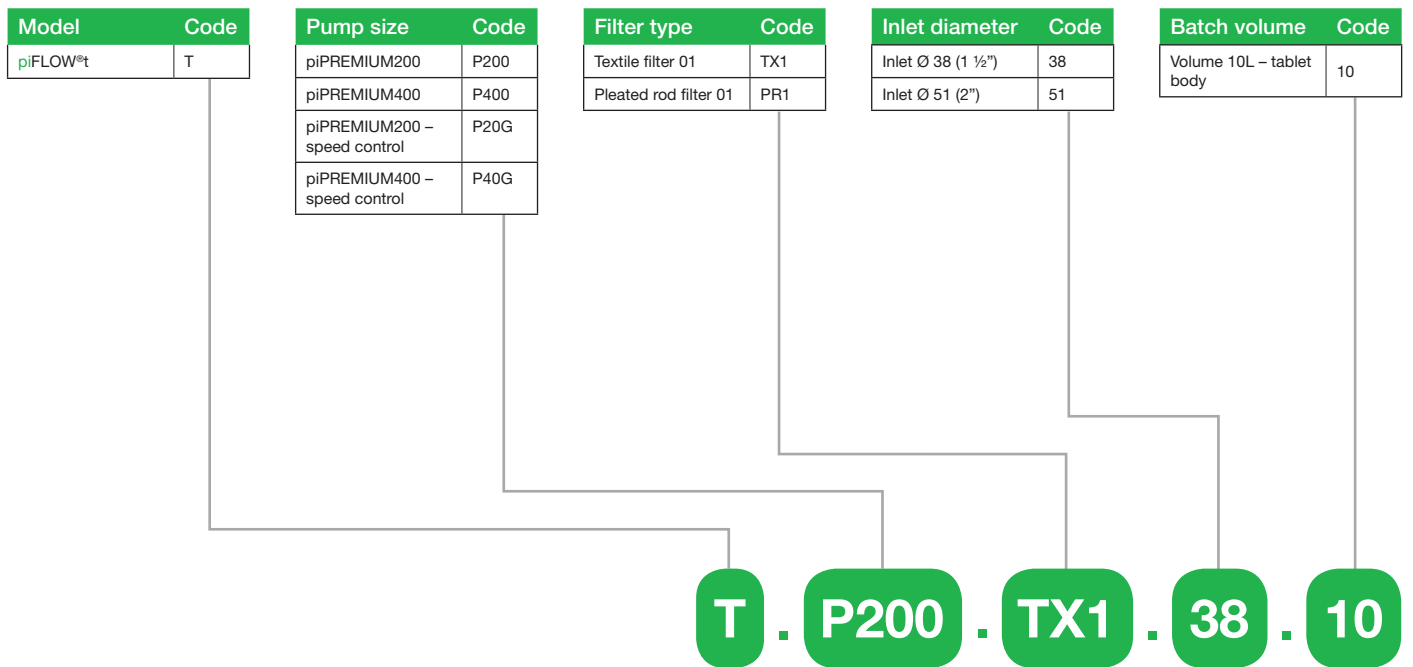 Model Code
piFLOW®t T
Pump size Code
piPREMIUM200 P200
piPREMIUM400 P400
piPREMIUM200 –
speed control P20G
piPREMIUM400 –
speed control P40G
Filter type Code
Textile filter 01 TX1
Pleated rod filter 01 PR1
Inlet diameter Code
Inlet Ø 38 (1 ½”) 38
Inlet Ø 51 (2”) 51
Batch volume Code
Volume 10L – tablet
body 10
T . P200 . TX1 . 38 . 10